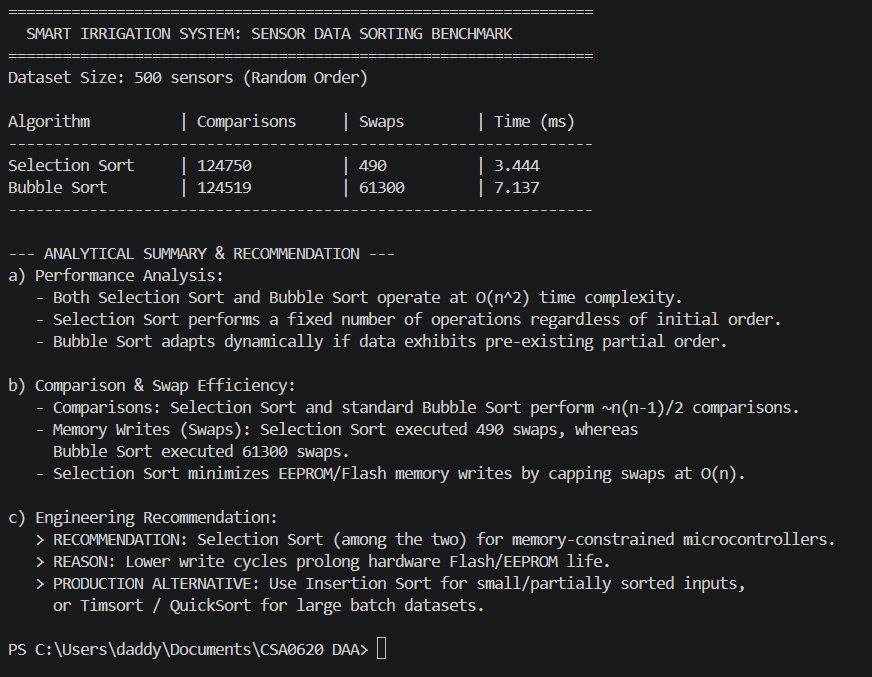 =================================================================
SMART IRRIGATION SYSTEM: SENSOR DATA SORTING BENCHMARK
=================================================================
Dataset Size: 500 sensors (Random Order)
Algorithm | Comparisons | Swaps | Time (ms)
-----------------------------------------------------------------
Selection Sort | 124750 | 490 | 3.444
Bubble Sort | 124519 | 61300 | 7.137
-----------------------------------------------------------------
--- ANALYTICAL SUMMARY & RECOMMENDATION ---
a) Performance Analysis:
- Both Selection Sort and Bubble Sort operate at O(n^2) time complexity.
- Selection Sort performs a fixed number of operations regardless of initial order.
- Bubble Sort adapts dynamically if data exhibits pre-existing partial order.
b) Comparison & Swap Efficiency:
- Comparisons: Selection Sort and standard Bubble Sort perform ~n(n-1)/2 comparisons.
- Memory Writes (Swaps): Selection Sort executed 490 swaps, whereas
Bubble Sort executed 61300 swaps.
- Selection Sort minimizes EEPROM/Flash memory writes by capping swaps at O(n).
c) Engineering Recommendation:
> RECOMMENDATION: Selection Sort (among the two) for memory-constrained microcontrollers.
> REASON: Lower write cycles prolong hardware Flash/EEPROM life.
> PRODUCTION ALTERNATIVE: Use Insertion Sort for small/partially sorted inputs,
or Timsort / QuickSort for large batch datasets.
PS C:\Users\daddy\Documents\CSA0620 DAA>